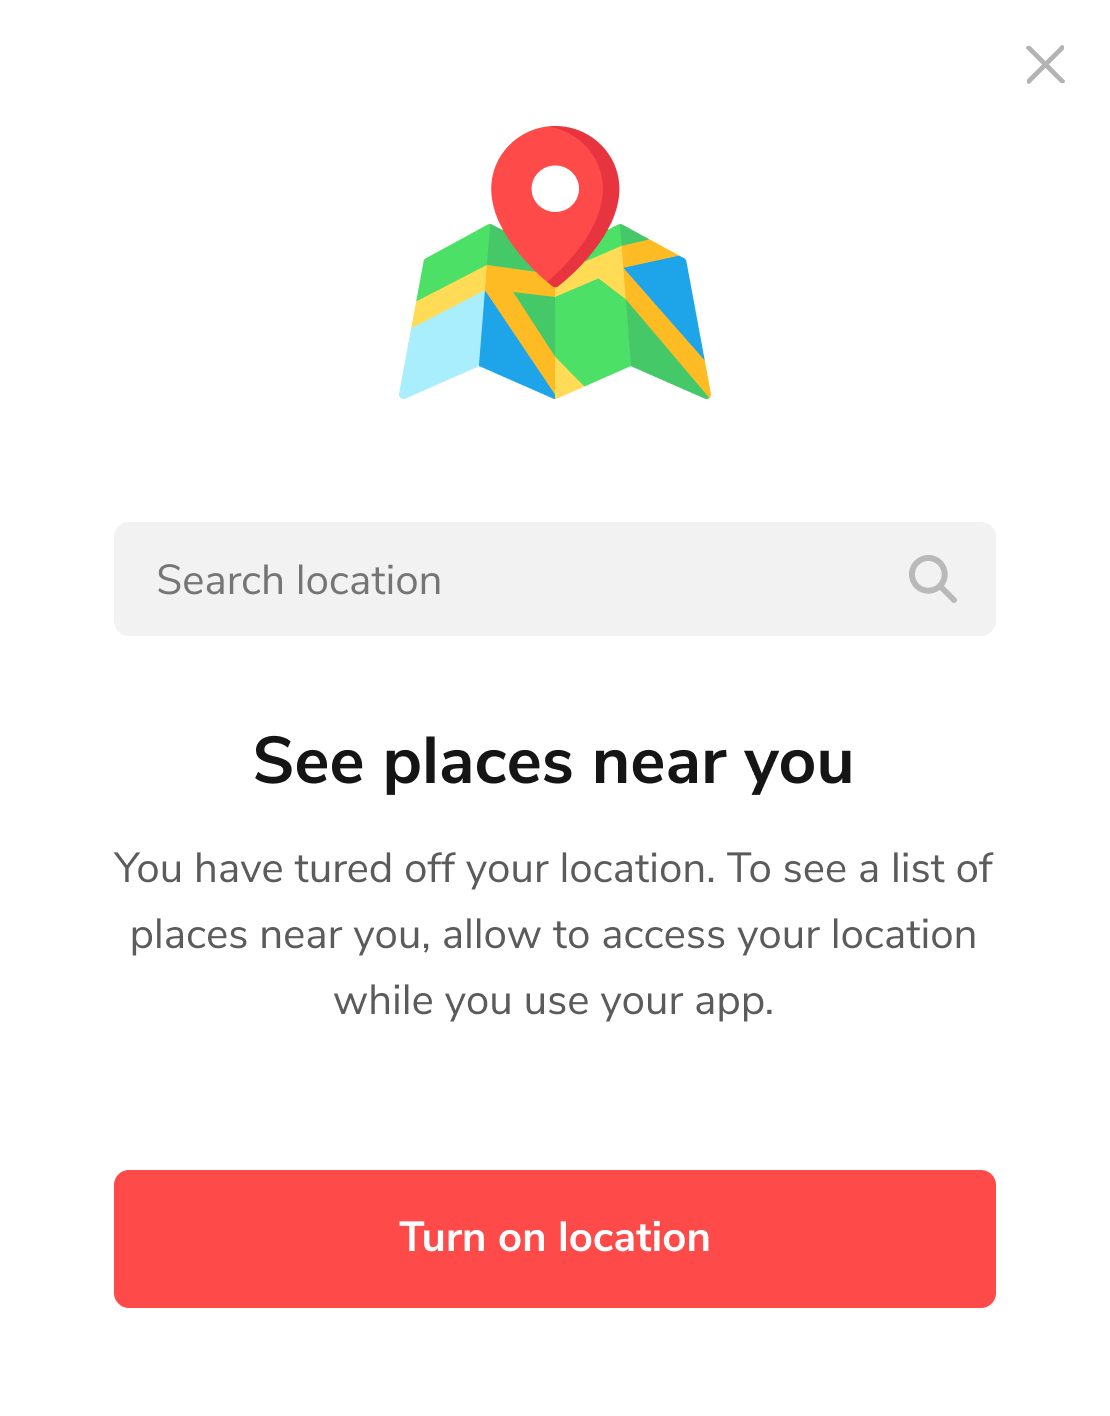 Search location
See places near you
You have tured off your location. To see a list of
places near you, allow to access your location
while you use your app.
Turn on location